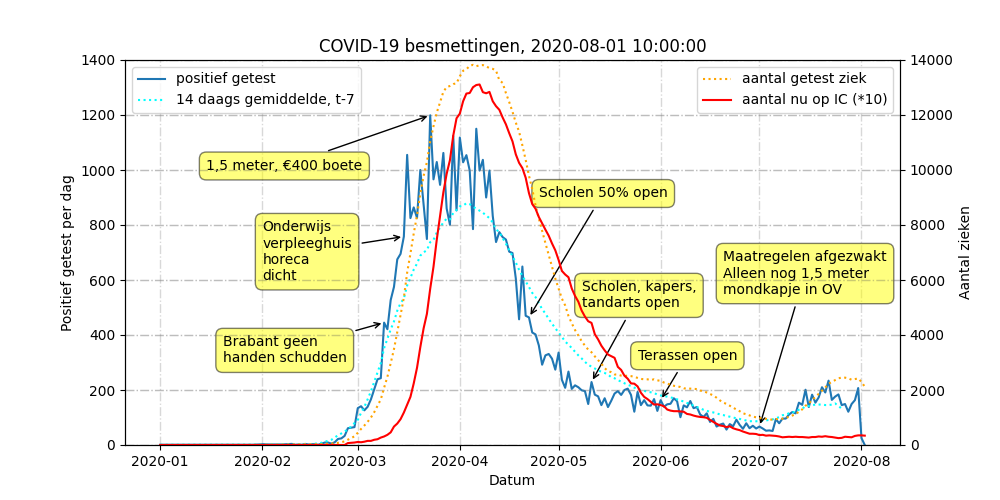 COVID-19 besmettingen, 2020-08-01 10:00:00
positief getest
14 daags gemiddelde, t-7
aantal getest ziek
aantal nu op IC (*10)
1,5 meter, €400 boete
Scholen 50% open
Onderwijs
verpleeghuis
horeca
dicht
Maatregelen afgezwakt
Alleen nog 1,5 meter
mondkapje in OV
Scholen, kapers,
tandarts open
Brabant geen
handen schudden
Terassen open
Positief getest per dag
1400
1200
1000
800
600
400
200
0
Aantal zieken
14000
12000
10000
8000
6000
4000
2000
0
2020-01
2020-02
2020-03
2020-04
2020-05
2020-06
2020-07
2020-08
Datum